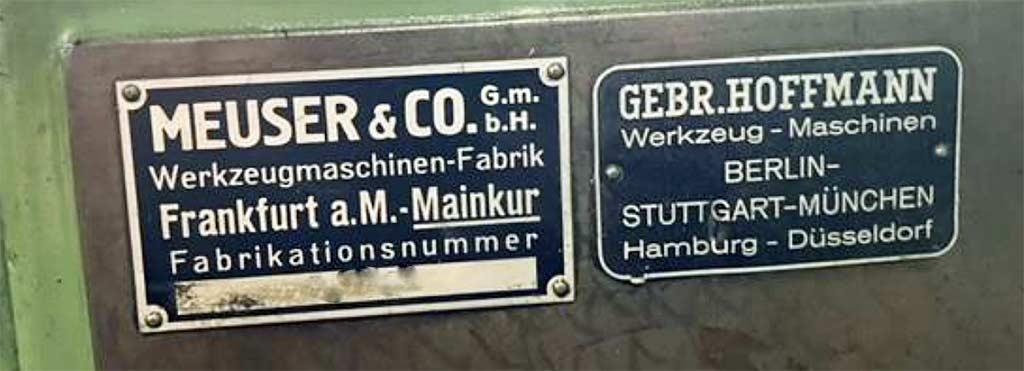 MEUSER & CO. G.m.b.H.
Werkzeugmaschinen-Fabrik
Frankfurt a.M.-Mainkur
Fabrikationsnummer
GEBR.HOFFMANN
Werkzeug - Maschinen
BERLIN-
STUTTGART-MÜNCHEN
Hamburg - Düsseldorf